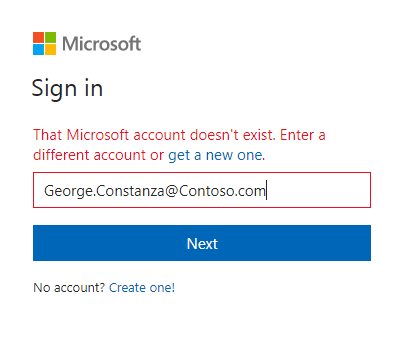 Microsoft
Sign in
That Microsoft account doesn't exist. Enter a
different account or get a new one.
George.Constanza@Contoso.com
Next
No account? Create one!